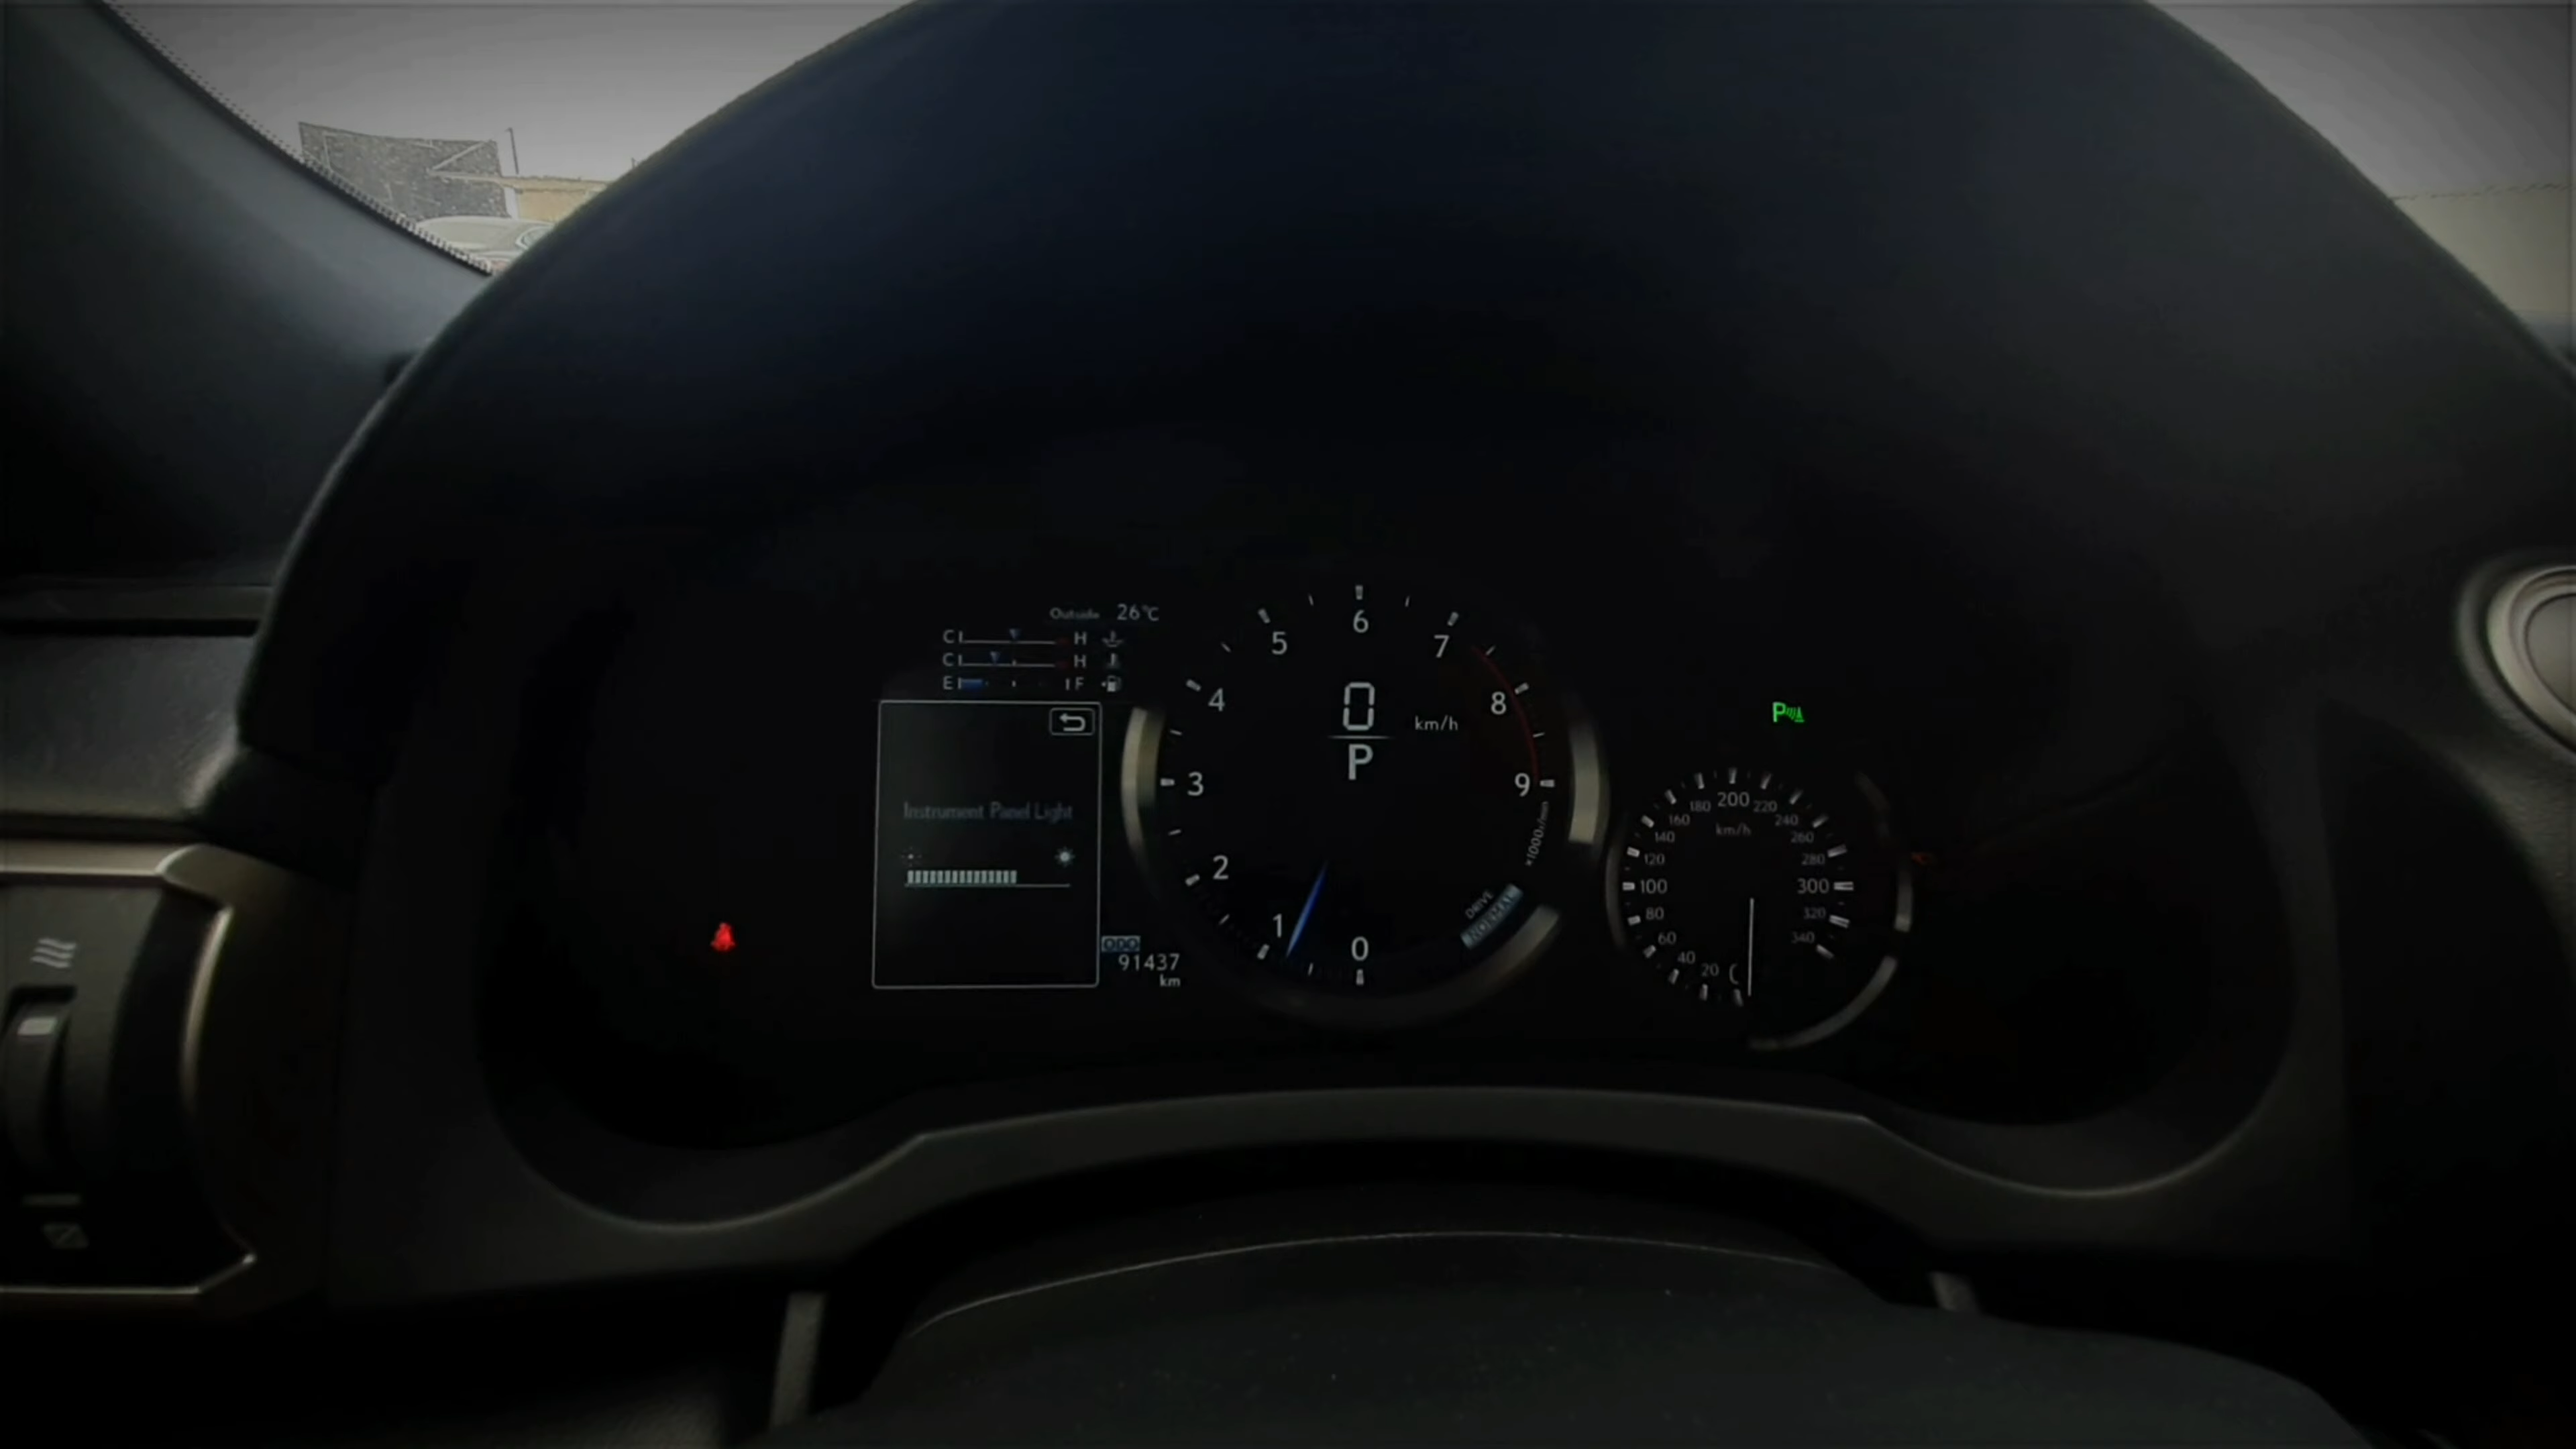 Outside 26°C
C H
C H
E F
Instrument Panel Light
ODO
91437
km
0
1
2
3
4
5
6
7
8
9
×1000r/min
0
km/h
P
DRIVE
NORMAL
P
20
40
60
80
100
120
140
160
180
200
220
240
260
280
300
320
340
km/h